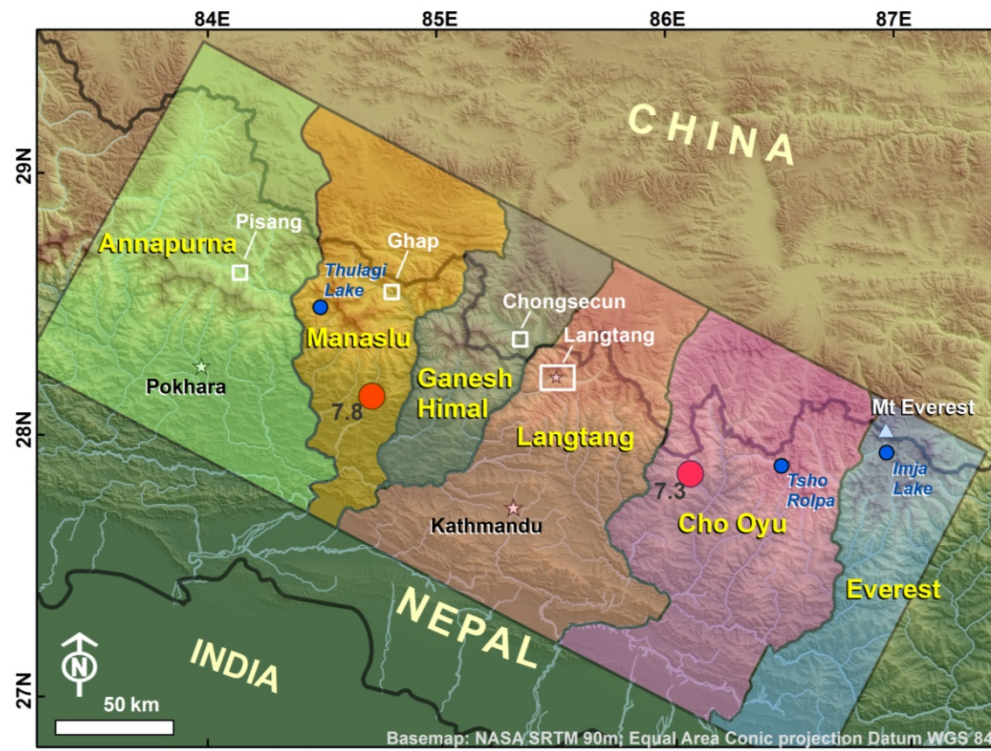 84E
85E
86E
87E
29N
28N
27N
CHINA
Pisang
Annapurna
Ghap
Thulagi
Lake
Chongsecun
Manaslu
Langtang
Ganesh
Himal
Pokhara
7.8
Mt Everest
Langtang
Imja
Lake
Tsho
Rolpa
7.3
Kathmandu
Cho Oyu
Everest
NEPAL
INDIA
N
50 km
Basemap: NASA SRTM 90m; Equal Area Conic projection Datum WGS 84